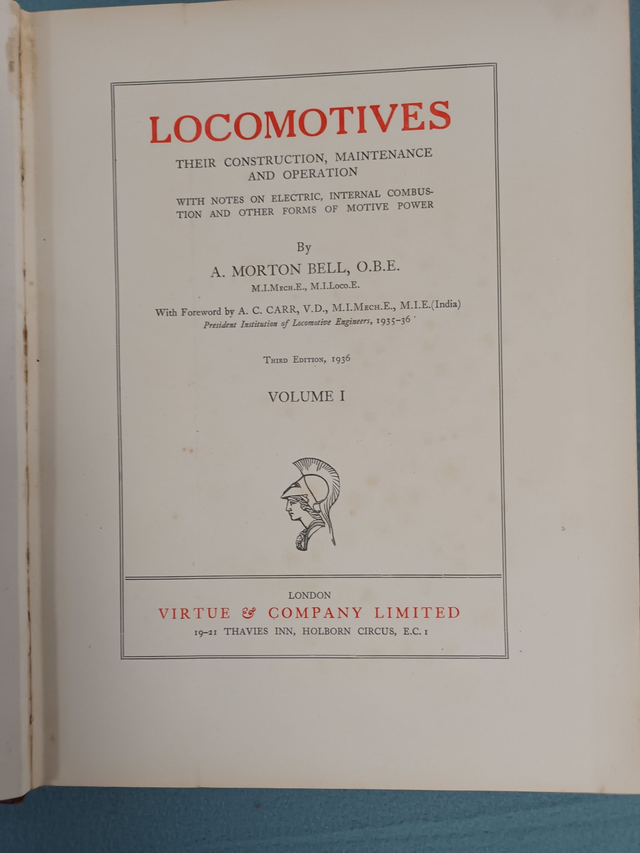 LOCOMOTIVES
THEIR CONSTRUCTION, MAINTENANCE
AND OPERATION
WITH NOTES ON ELECTRIC, INTERNAL COMBUS-
TION AND OTHER FORMS OF MOTIVE POWER
By
A. MORTON BELL, O.B.E.
M.I.MECH.E., M.I.LOCO.E.
With Foreword by A. C. CARR, V.D., M.I.MECH.E., M.I.E.(India)
President Institution of Locomotive Engineers, 1935-36
THIRD EDITION, 1936
VOLUME I
LONDON
VIRTUE & COMPANY LIMITED
19-21 THAVIES INN, HOLBORN CIRCUS, E.C. 1